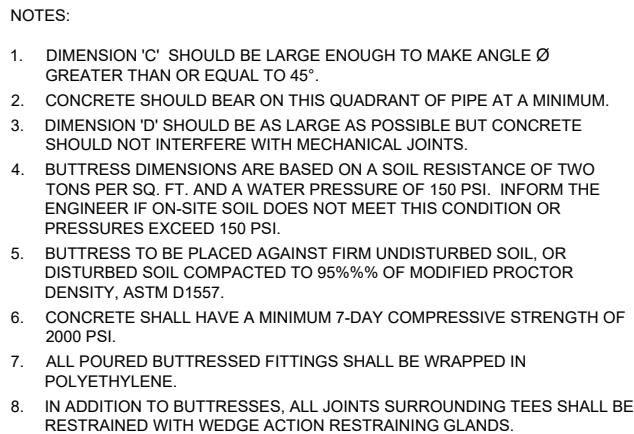 NOTES:
1. DIMENSION 'C' SHOULD BE LARGE ENOUGH TO MAKE ANGLE Ø
GREATER THAN OR EQUAL TO 45°.
2. CONCRETE SHOULD BEAR ON THIS QUADRANT OF PIPE AT A MINIMUM.
3. DIMENSION 'D' SHOULD BE AS LARGE AS POSSIBLE BUT CONCRETE
SHOULD NOT INTERFERE WITH MECHANICAL JOINTS.
4. BUTTRESS DIMENSIONS ARE BASED ON A SOIL RESISTANCE OF TWO
TONS PER SQ. FT. AND A WATER PRESSURE OF 150 PSI. INFORM THE
ENGINEER IF ON-SITE SOIL DOES NOT MEET THIS CONDITION OR
PRESSURES EXCEED 150 PSI.
5. BUTTRESS TO BE PLACED AGAINST FIRM UNDISTURBED SOIL, OR
DISTURBED SOIL COMPACTED TO 95%%% OF MODIFIED PROCTOR
DENSITY, ASTM D1557.
6. CONCRETE SHALL HAVE A MINIMUM 7-DAY COMPRESSIVE STRENGTH OF
2000 PSI.
7. ALL POURED BUTTRESSED FITTINGS SHALL BE WRAPPED IN
POLYETHYLENE.
8. IN ADDITION TO BUTTRESSES, ALL JOINTS SURROUNDING TEES SHALL BE
RESTRAINED WITH WEDGE ACTION RESTRAINING GLANDS.